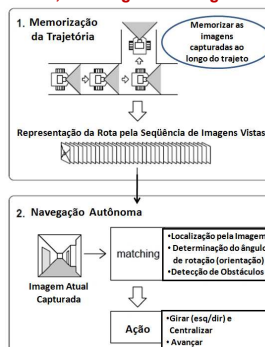 1. Memorização
da Trajetória
Memorizar as
imagens
capturadas ao
longo do trajeto
Representação da Rota pela Seqüência de Imagens Vistas
2. Navegação Autônoma
Imagem Atual
Capturada
matching
•Localização pela Imagem
• Determinação do ângulo
de rotação (orientação)
•Detecção de Obstáculos
Ação
•Girar (esq/dir) e
Centralizar
• Avançar